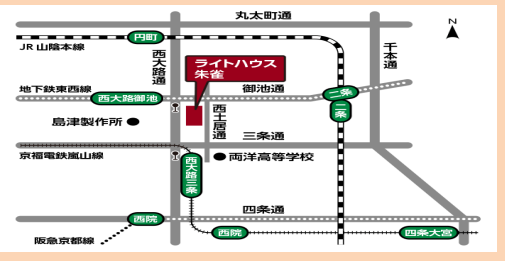 丸太町通
N
円町
JR山陰本線
西大路通
千本通
ライトハウス
朱雀
地下鉄東西線
西大路御池
御池通
二条
二条
島津製作所
西土居通
三条通
京福電鉄嵐山線
両洋高等学校
西大路三条
四条通
西院
西院
四条大宮
阪急京都線